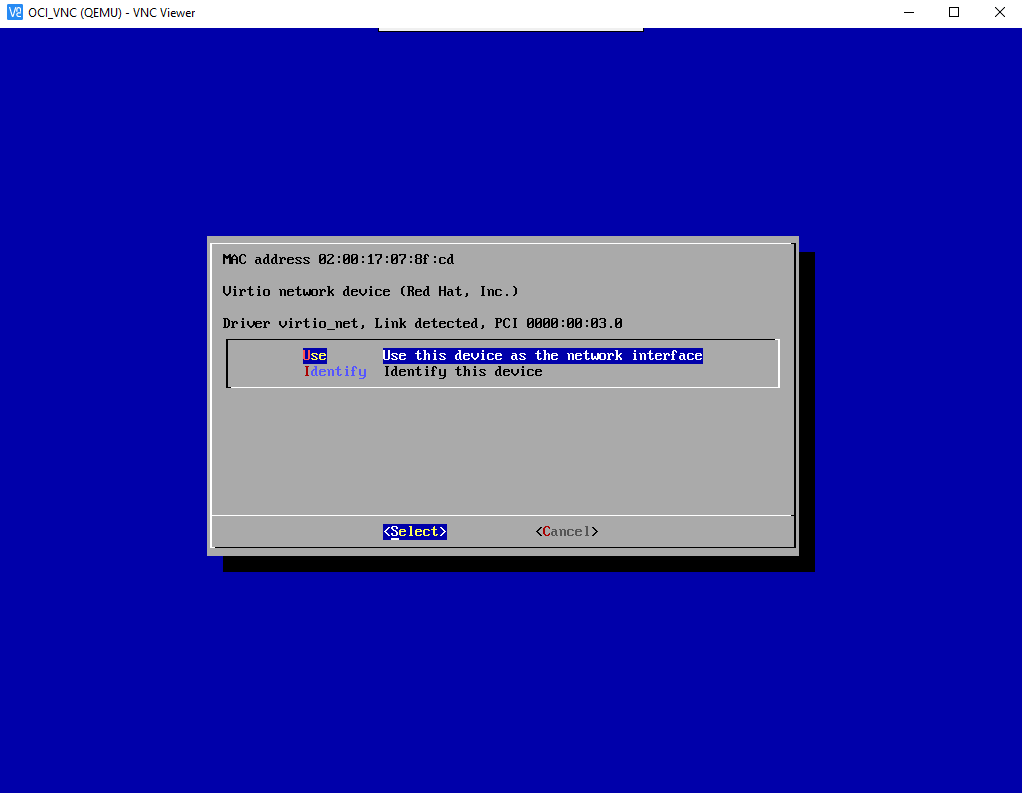 OCI_VNC (QEMU) - VNC Viewer
MAC address 02:00:17:07:8f:cd
Virtio network device (Red Hat, Inc.)
Driver virtio_net, Link detected, PCI 0000:00:03.0
Use Use this device as the network interface
Identify Identify this device
<Select> <Cancel>